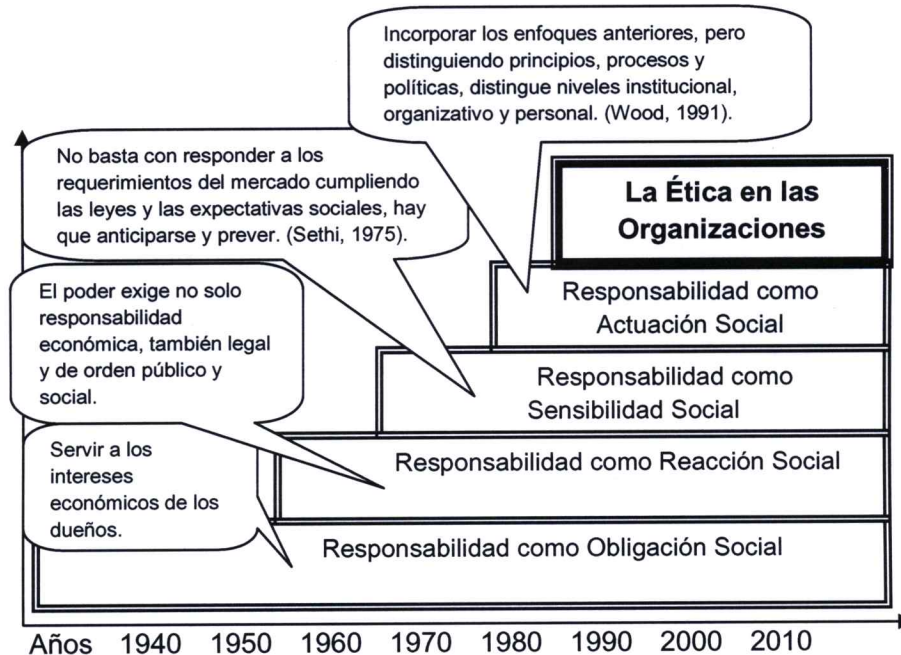 Incorporar los enfoques anteriores, pero
distinguiendo principios, procesos y
políticas, distingue niveles institucional,
organizativo y personal. (Wood, 1991).
No basta con responder a los
requerimientos del mercado cumpliendo
las leyes y las expectativas sociales, hay
que anticiparse y prever. (Sethi, 1975).
La Ética en las
Organizaciones
El poder exige no solo
responsabilidad
económica, también legal
y de orden público y
social.
Responsabilidad como
Actuación Social
Responsabilidad como
Sensibilidad Social
Servir a los
intereses
económicos de los
dueños.
Responsabilidad como Reacción Social
Responsabilidad como Obligación Social
Años 1940 1950 1960 1970 1980 1990 2000 2010